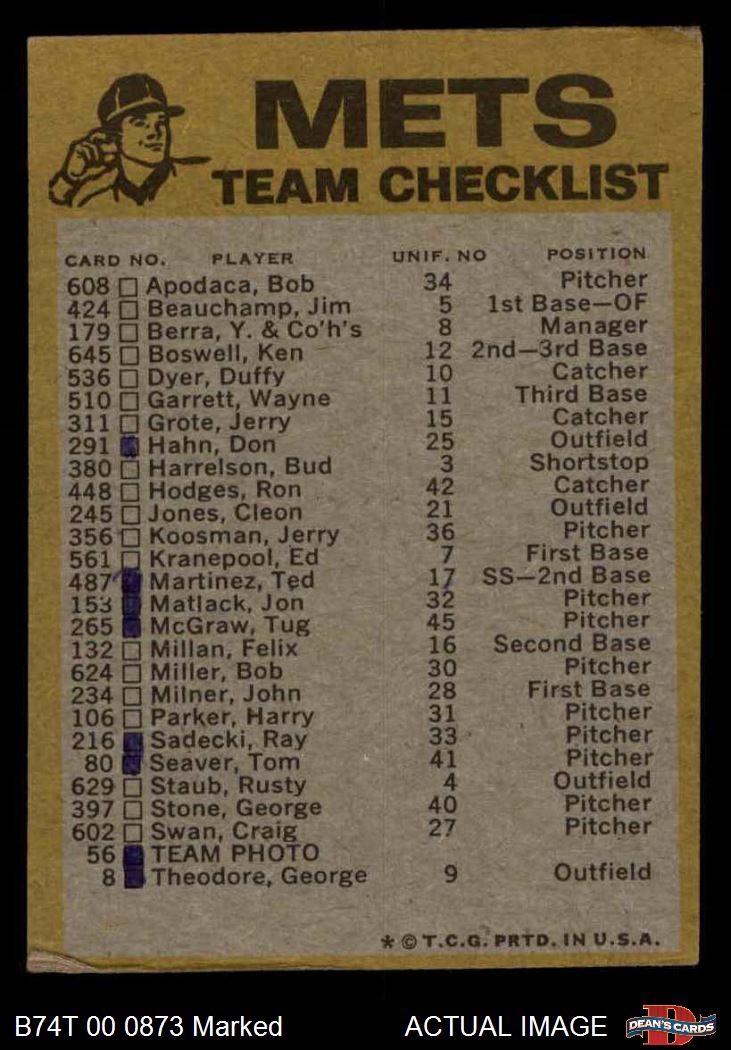 METS
TEAM CHECKLIST
CARD NO. PLAYER UNIF. NO POSITION
608 Apodaca, Bob 34 Pitcher
424 Beauchamp, Jim 5 1st Base—OF
179 Berra, Y. & Co'h's 8 Manager
645 Boswell, Ken 12 2nd—3rd Base
536 Dyer, Duffy 10 Catcher
510 Garrett, Wayne 11 Third Base
311 Grote, Jerry 15 Catcher
291 Hahn, Don 25 Outfield
380 Harrelson, Bud 3 Shortstop
448 Hodges, Ron 42 Catcher
245 Jones, Cleon 21 Outfield
356 Koosman, Jerry 36 Pitcher
561 Kranepool, Ed 7 First Base
487 Martinez, Ted 17 SS—2nd Base
153 Matlack, Jon 32 Pitcher
265 McGraw, Tug 45 Pitcher
132 Millan, Felix 16 Second Base
624 Miller, Bob 30 Pitcher
234 Milner, John 28 First Base
106 Parker, Harry 31 Pitcher
216 Sadecki, Ray 33 Pitcher
80 Seaver, Tom 41 Pitcher
629 Staub, Rusty 4 Outfield
397 Stone, George 40 Pitcher
602 Swan, Craig 27 Pitcher
56 TEAM PHOTO
8 Theodore, George 9 Outfield
* © T.C.G. PRTD. IN U.S.A.
B74T 00 0873 Marked ACTUAL IMAGE DEAN'S CARDS